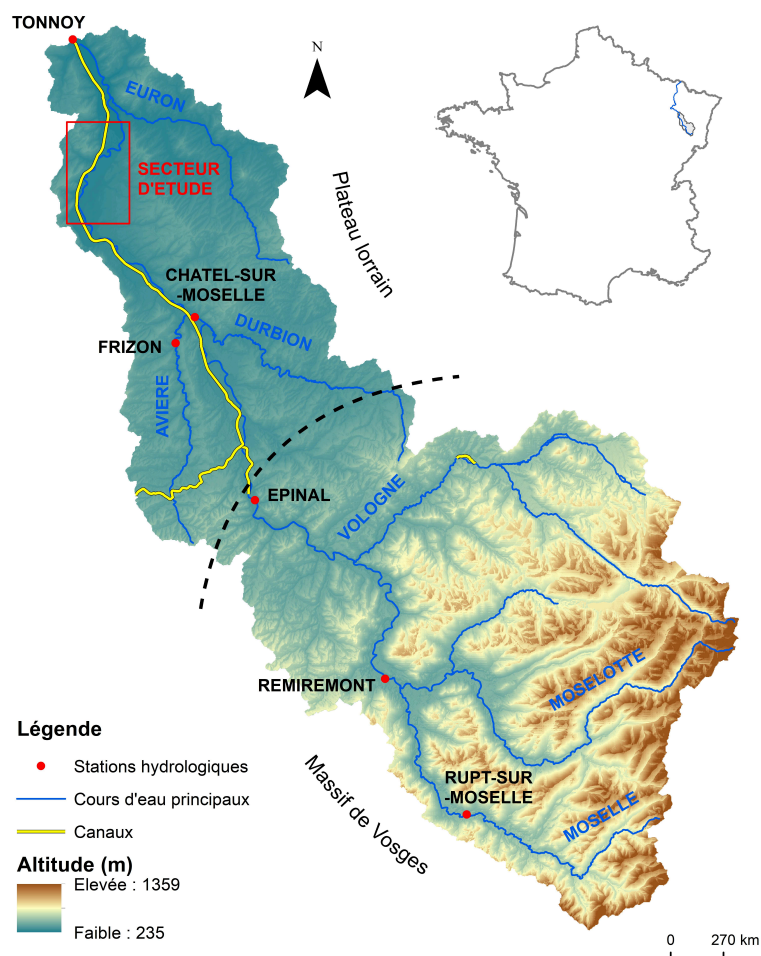 TONNOY
N
EURON
SECTEUR
D'ETUDE
Plateau lorrain
CHATEL-SUR
-MOSELLE
DURBION
FRIZON
AVIERE
EPINAL
VOLOGNE
REMIREMONT
MOSELOTTE
RUPT-SUR
-MOSELLE
MOSELLE
Massif de Vosges
Légende
Stations hydrologiques
Cours d'eau principaux
Canaux
Altitude (m)
Elevée : 1359
Faible : 235
0 270 km